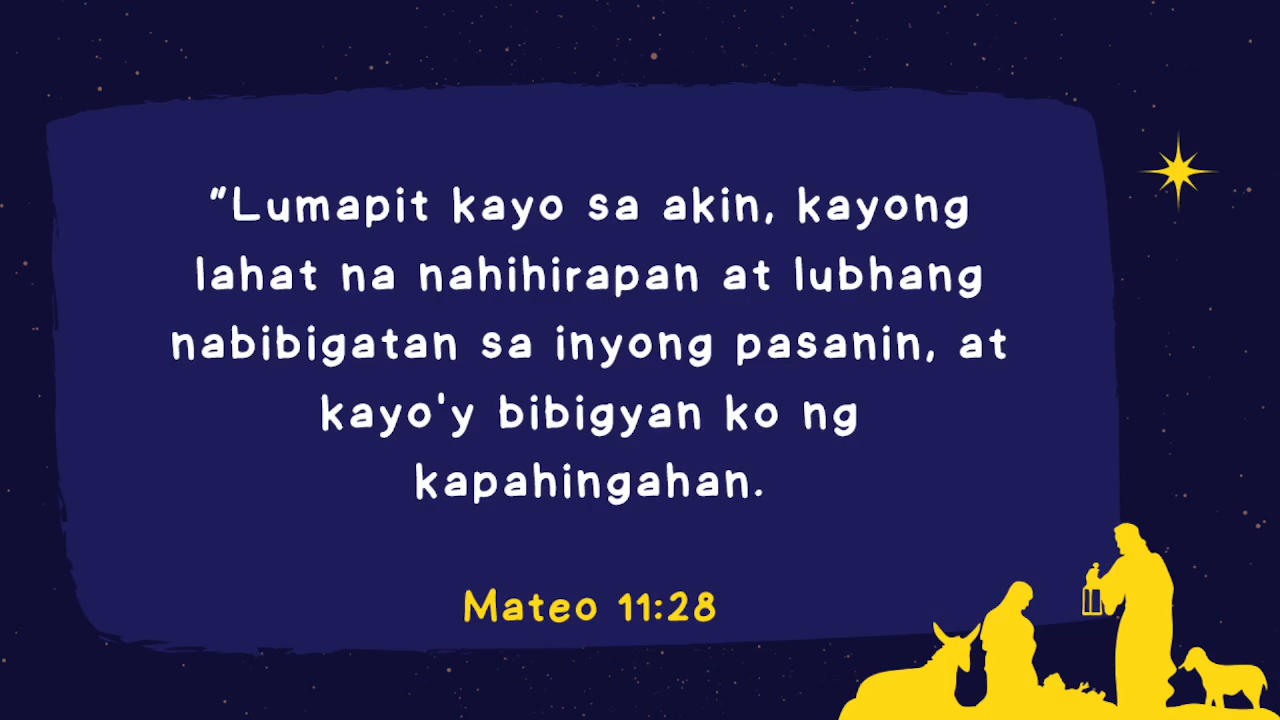 "Lumapit kayo sa akin, kayong
lahat na nahihirapan at lubhang
nabibigatan sa inyong pasanin, at
kayo'y bibigyan ko ng
kapahingahan.
Mateo 11:28